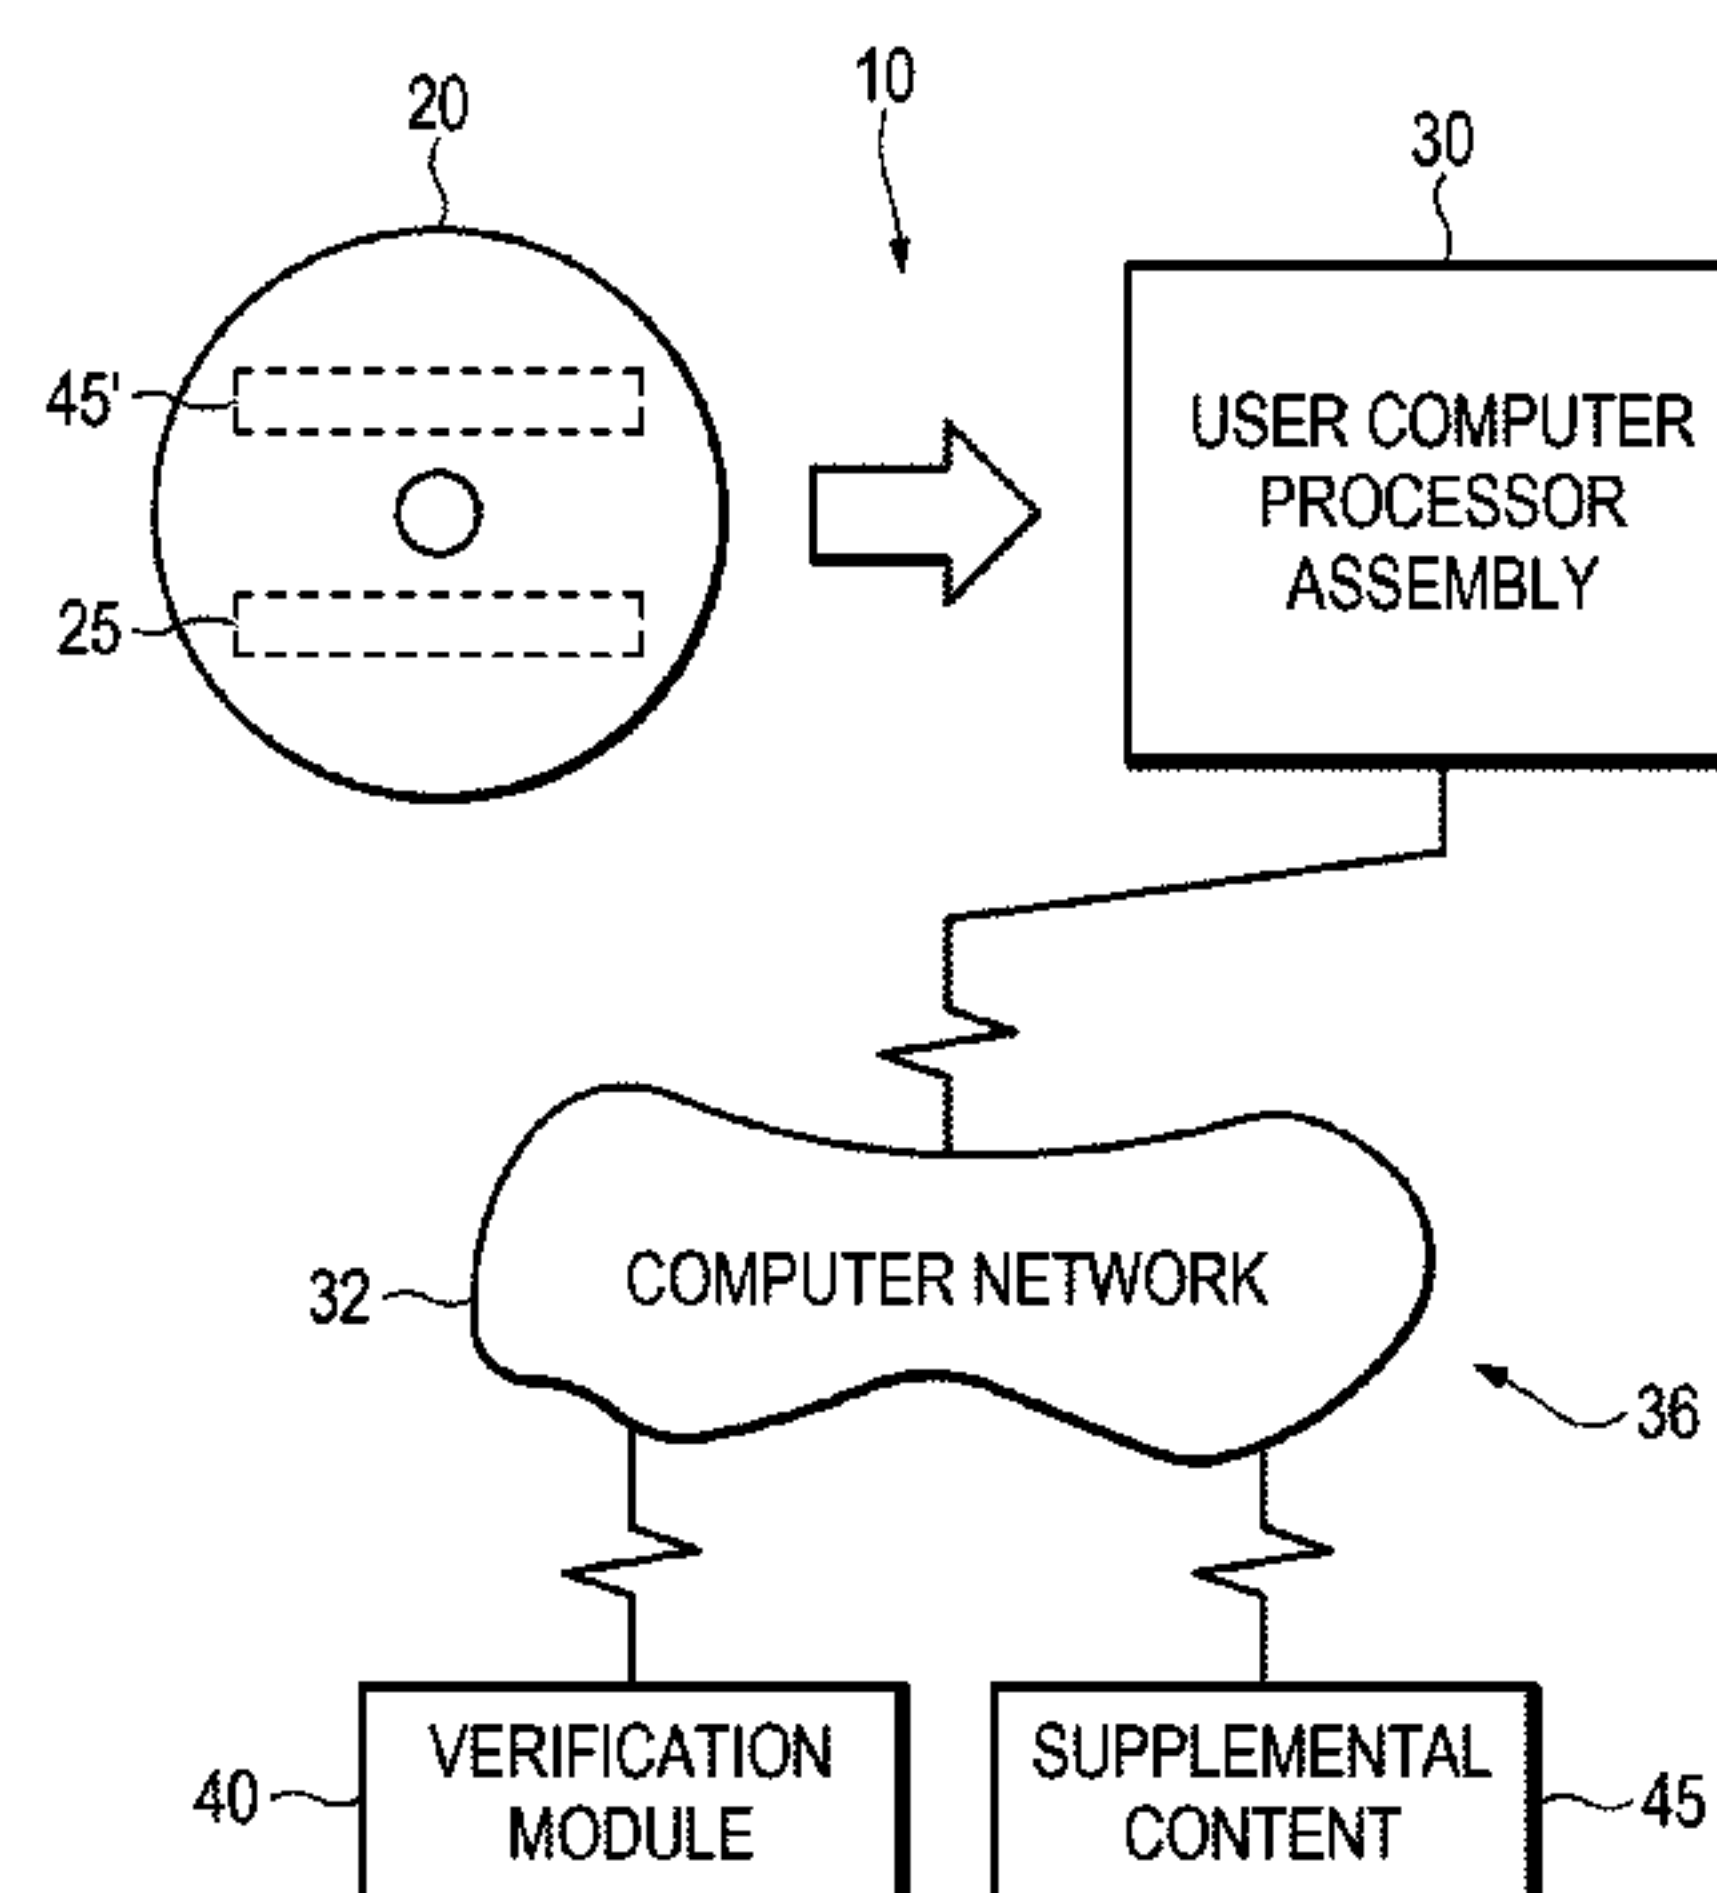 10
20
30
45'
USER COMPUTER
PROCESSOR
ASSEMBLY
25
COMPUTER NETWORK
32
36
VERIFICATION
MODULE
40
SUPPLEMENTAL
CONTENT
45